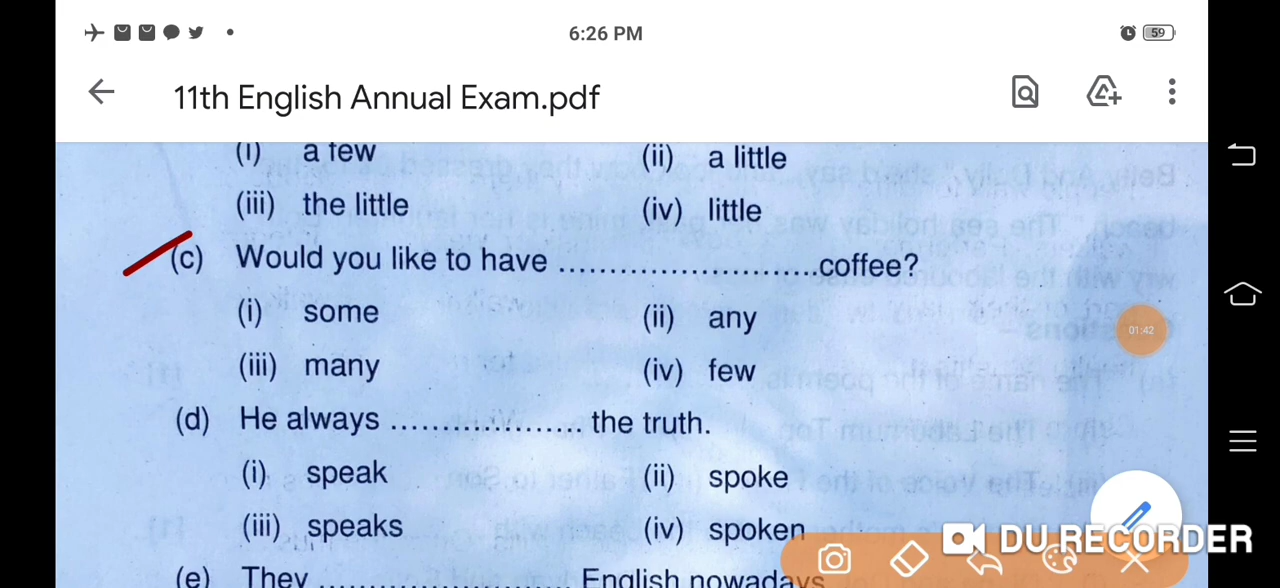 6:26 PM
59
11th English Annual Exam.pdf
(i) a few (ii) a little
(iii) the little (iv) little
(c) Would you like to have ..........................coffee?
(i) some (ii) any
01:42
(iii) many (iv) few
(d) He always ................... the truth.
(i) speak (ii) spoke
(iii) speaks (iv) spoken
DU RECORDER
(e) They ........................ English nowadays